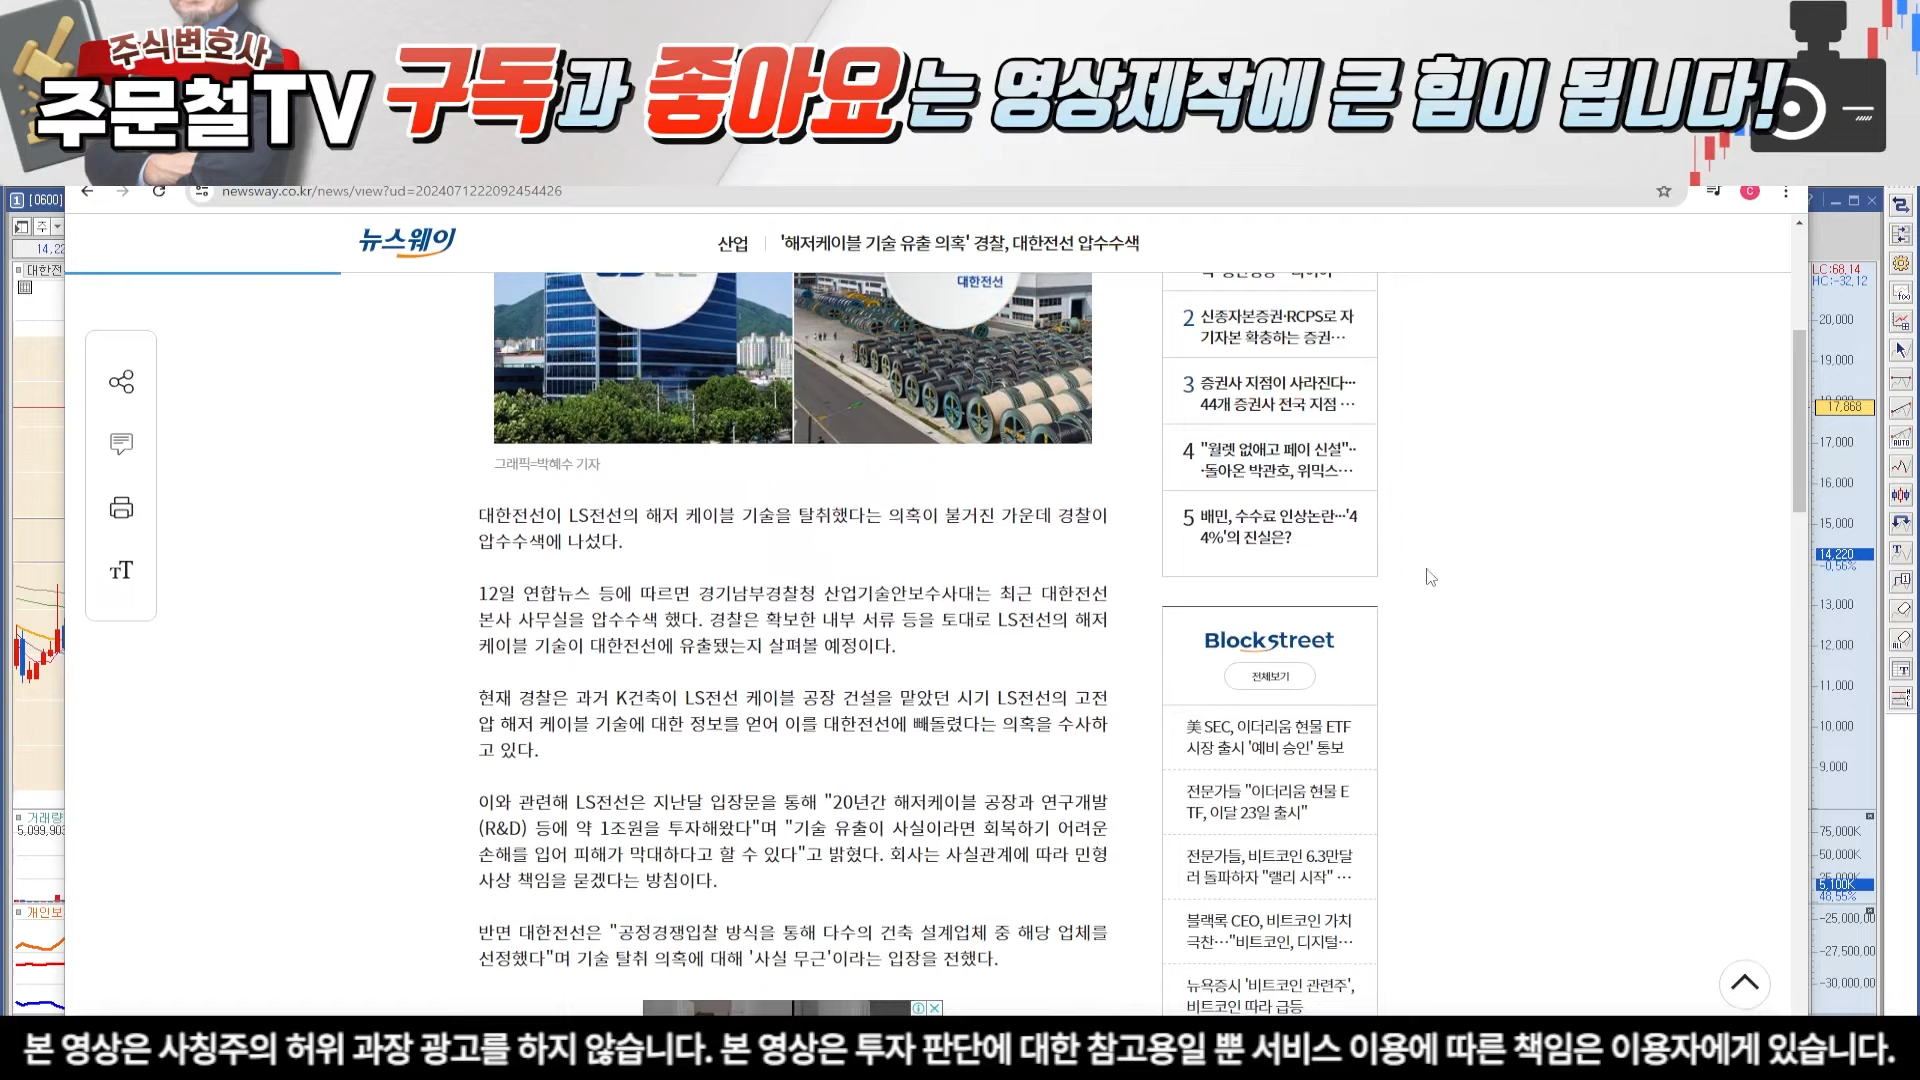 주식변호사
주문철TV 구독과 좋아요는 영상제작에 큰 힘이 됩니다!
newsway.co.kr/news/view?ud=2024071222092454426
C
1 [0600]
주
14,22
대한전
뉴스웨이
산업 '해저케이블 기술 유출 의혹' 경찰, 대한전선 압수수색
대한전선
그래픽=박혜수 기자
대한전선이 LS전선의 해저 케이블 기술을 탈취했다는 의혹이 불거진 가운데 경찰이
압수수색에 나섰다.
12일 연합뉴스 등에 따르면 경기남부경찰청 산업기술안보수사대는 최근 대한전선
본사 사무실을 압수수색 했다. 경찰은 확보한 내부 서류 등을 토대로 LS전선의 해저
케이블 기술이 대한전선에 유출됐는지 살펴볼 예정이다.
현재 경찰은 과거 K건축이 LS전선 케이블 공장 건설을 맡았던 시기 LS전선의 고전
압 해저 케이블 기술에 대한 정보를 얻어 이를 대한전선에 빼돌렸다는 의혹을 수사하
고 있다.
이와 관련해 LS전선은 지난달 입장문을 통해 "20년간 해저케이블 공장과 연구개발
(R&D) 등에 약 1조원을 투자해왔다"며 "기술 유출이 사실이라면 회복하기 어려운
손해를 입어 피해가 막대하다고 할 수 있다"고 밝혔다. 회사는 사실관계에 따라 민형
사상 책임을 묻겠다는 방침이다.
반면 대한전선은 "공정경쟁입찰 방식을 통해 다수의 건축 설계업체 중 해당 업체를
선정했다"며 기술 탈취 의혹에 대해 '사실 무근'이라는 입장을 전했다.
2 신종자본증권·RCPS로 자
기자본 확충하는 증권…
3 증권사 지점이 사라진다…
44개 증권사 전국 지점 …
4 "월렛 없애고 페이 신설"··
·돌아온 박관호, 위믹스…
5 배민, 수수료 인상논란…'4
4%'의 진실은?
Blockstreet
전체보기
美 SEC, 이더리움 현물 ETF
시장 출시 '예비 승인' 통보
전문가들 "이더리움 현물 E
TF, 이달 23일 출시"
전문가들, 비트코인 6.3만달
러 돌파하자 "랠리 시작" …
블랙록 CEO, 비트코인 가치
극찬…"비트코인, 디지털…
뉴욕증시 '비트코인 관련주',
비트코인 따라 급등
TT
거래량
5,099,903
개인보
LC:68,14
HC:-32,12
20,000
19,000
17,868
17,000
16,000
15,000
14,220
-0,56%
13,000
12,000
11,000
10,000
9,000
75,000K
50,000K
5,100K
48,55%
-25,000,00
-27,500,00
-30,000,00
AUTO
본 영상은 사칭주의 허위 과장 광고를 하지 않습니다. 본 영상은 투자 판단에 대한 참고용일 뿐 서비스 이용에 따른 책임은 이용자에게 있습니다.